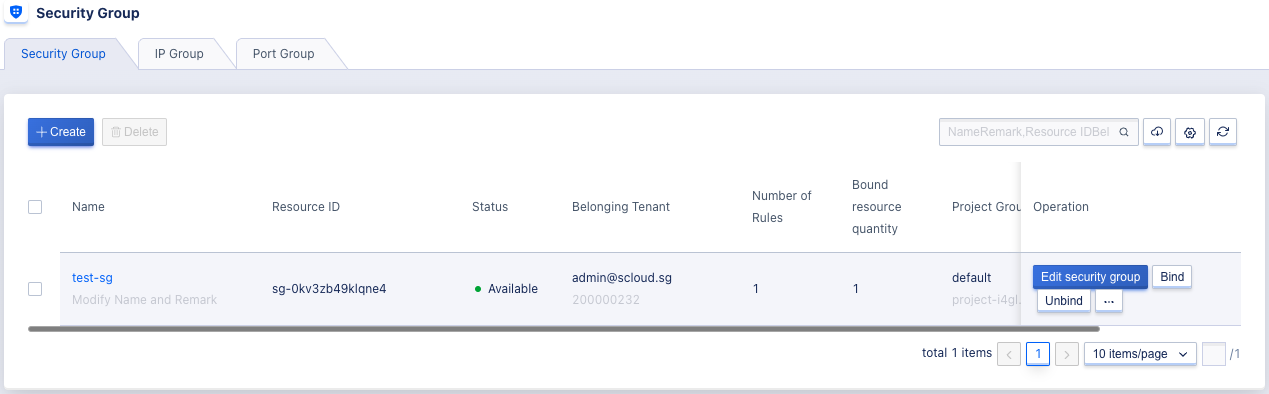 Security Group
Security Group IP Group Port Group
Create Delete NameRemark,Resource IDBel
Name Resource ID Status Belonging Tenant Number of Rules Bound resource quantity Project Grou Operation
test-sg sg-0kv3zb49klqne4 Available admin@scloud.sg 1 1 default Edit security group Bind
Modify Name and Remark 200000232 project-i4gl. Unbind ...
total 1 items < 1 > 10 items/page /1